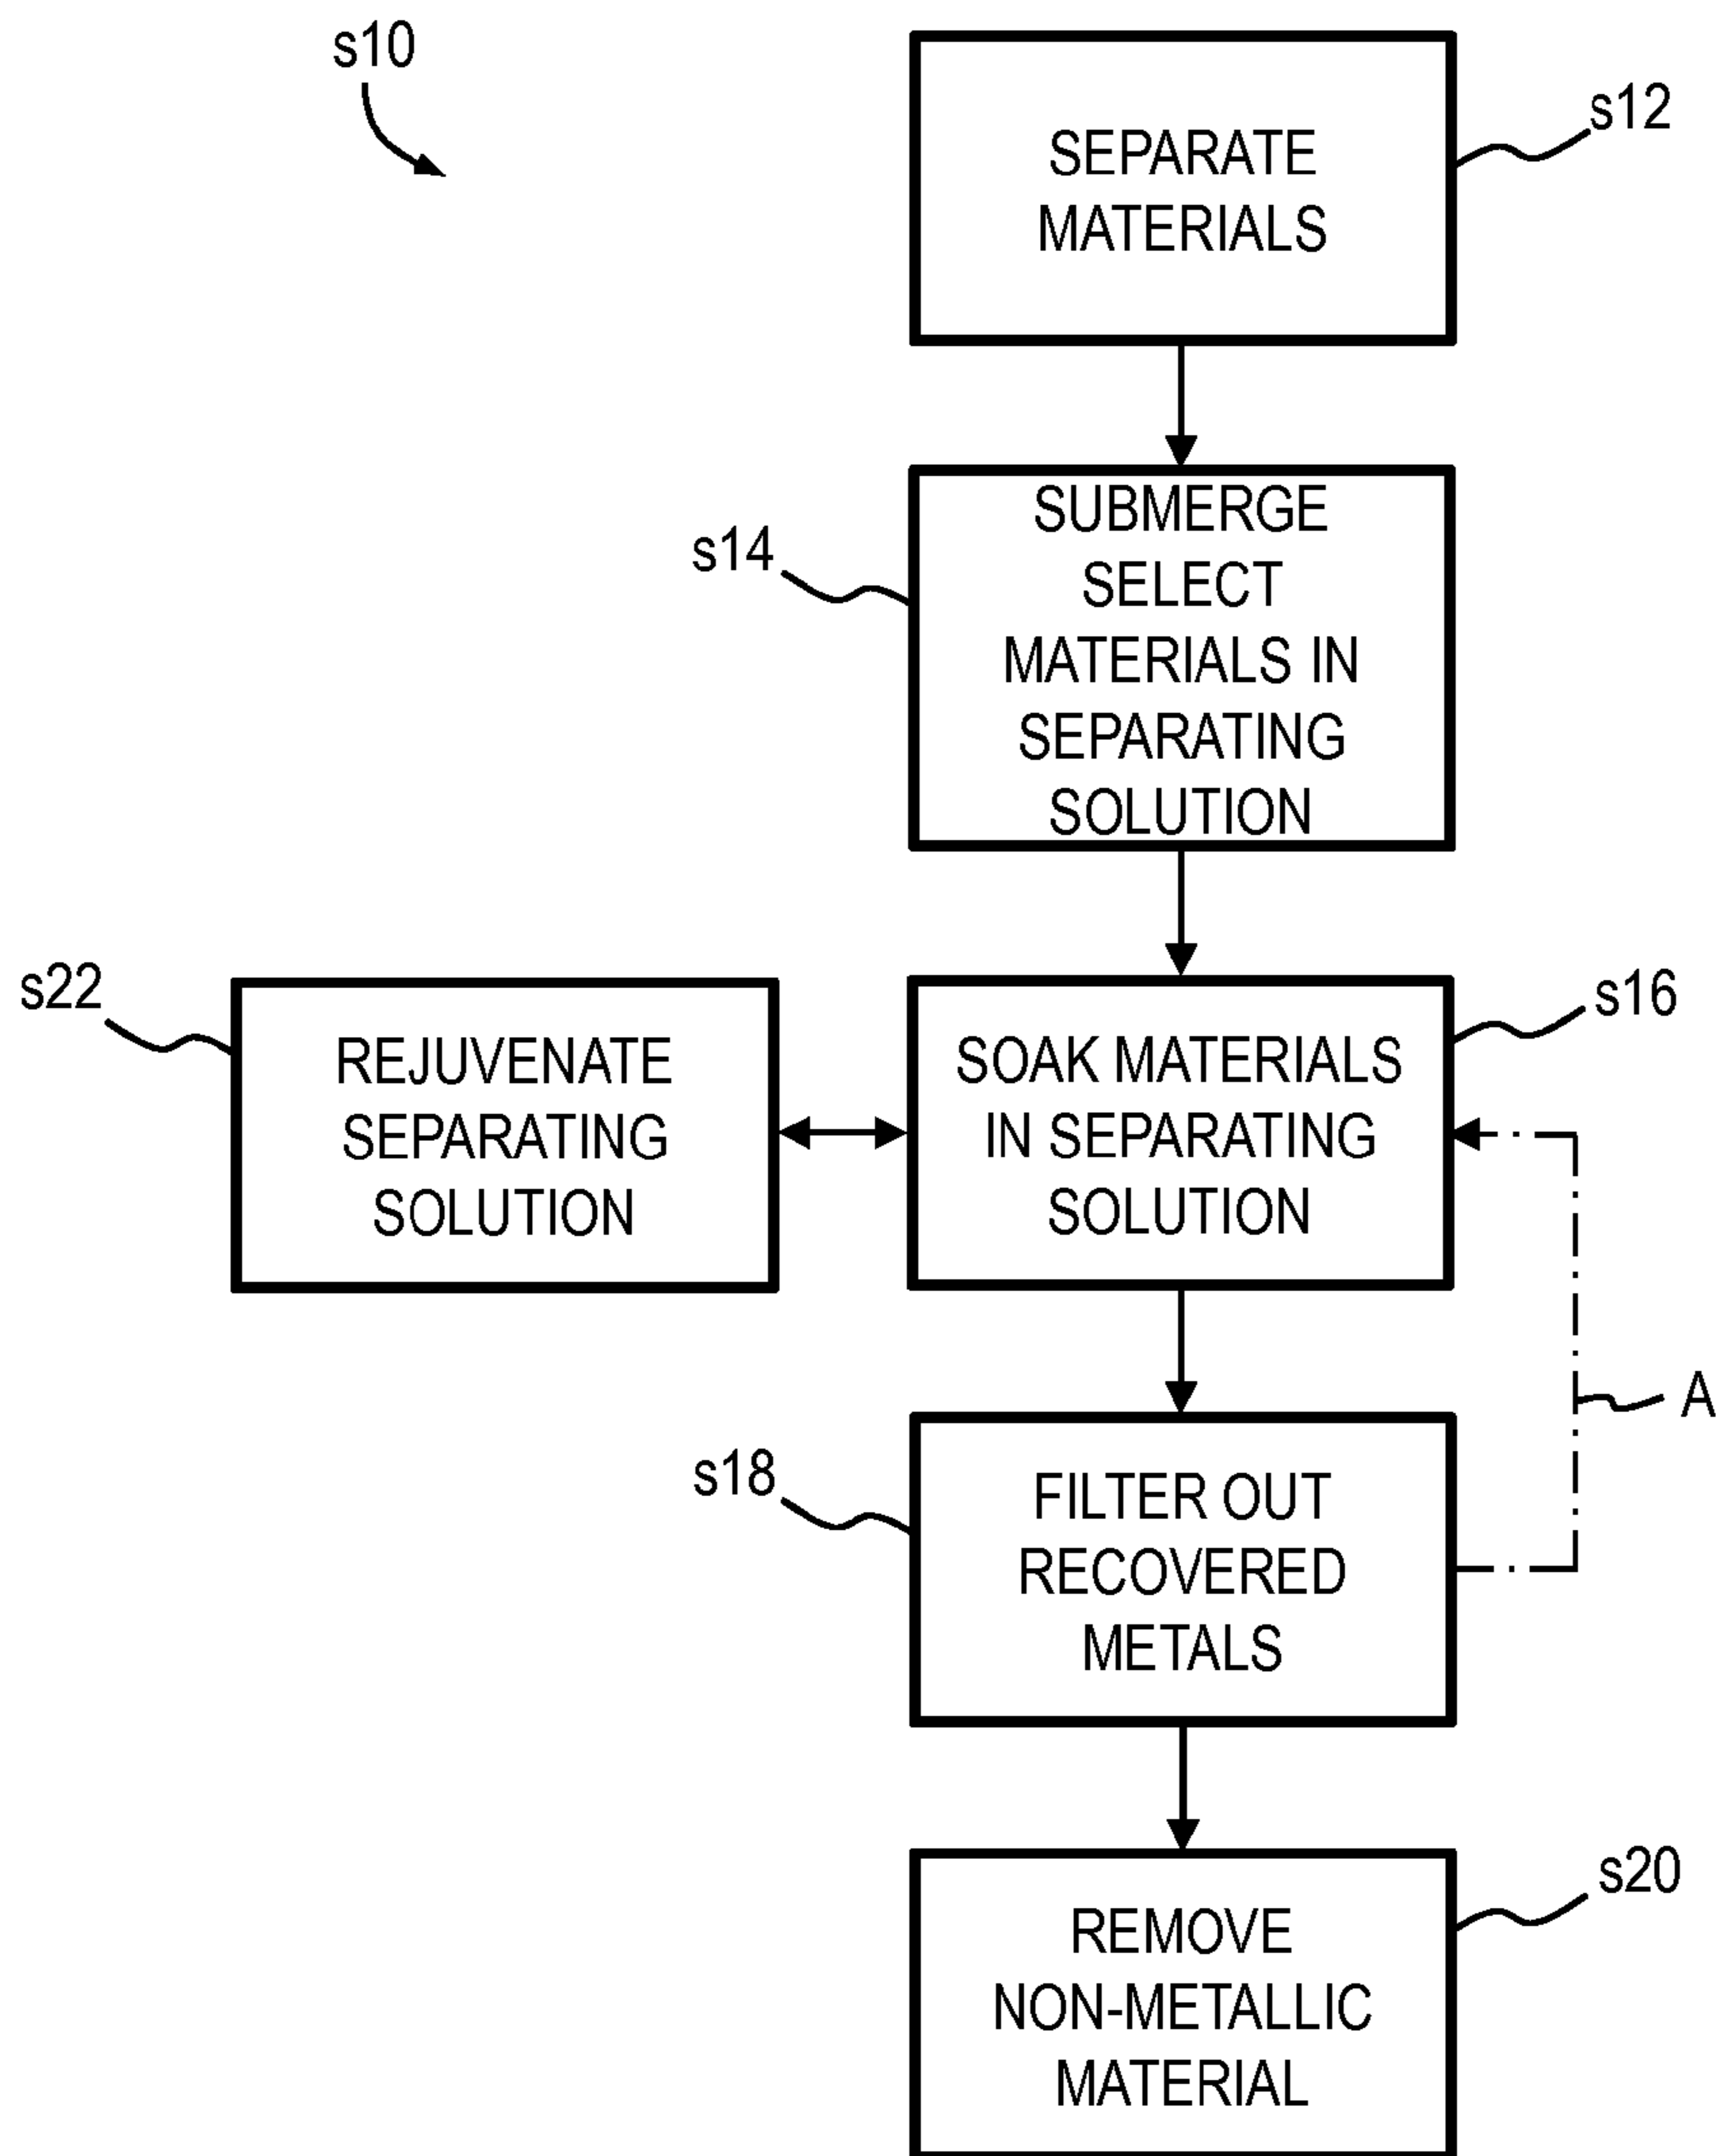 s10
s12
SEPARATE
MATERIALS
s14
SUBMERGE
SELECT
MATERIALS IN
SEPARATING
SOLUTION
s22
REJUVENATE
SEPARATING
SOLUTION
s16
SOAK MATERIALS
IN SEPARATING
SOLUTION
A
s18
FILTER OUT
RECOVERED
METALS
s20
REMOVE
NON-METALLIC
MATERIAL